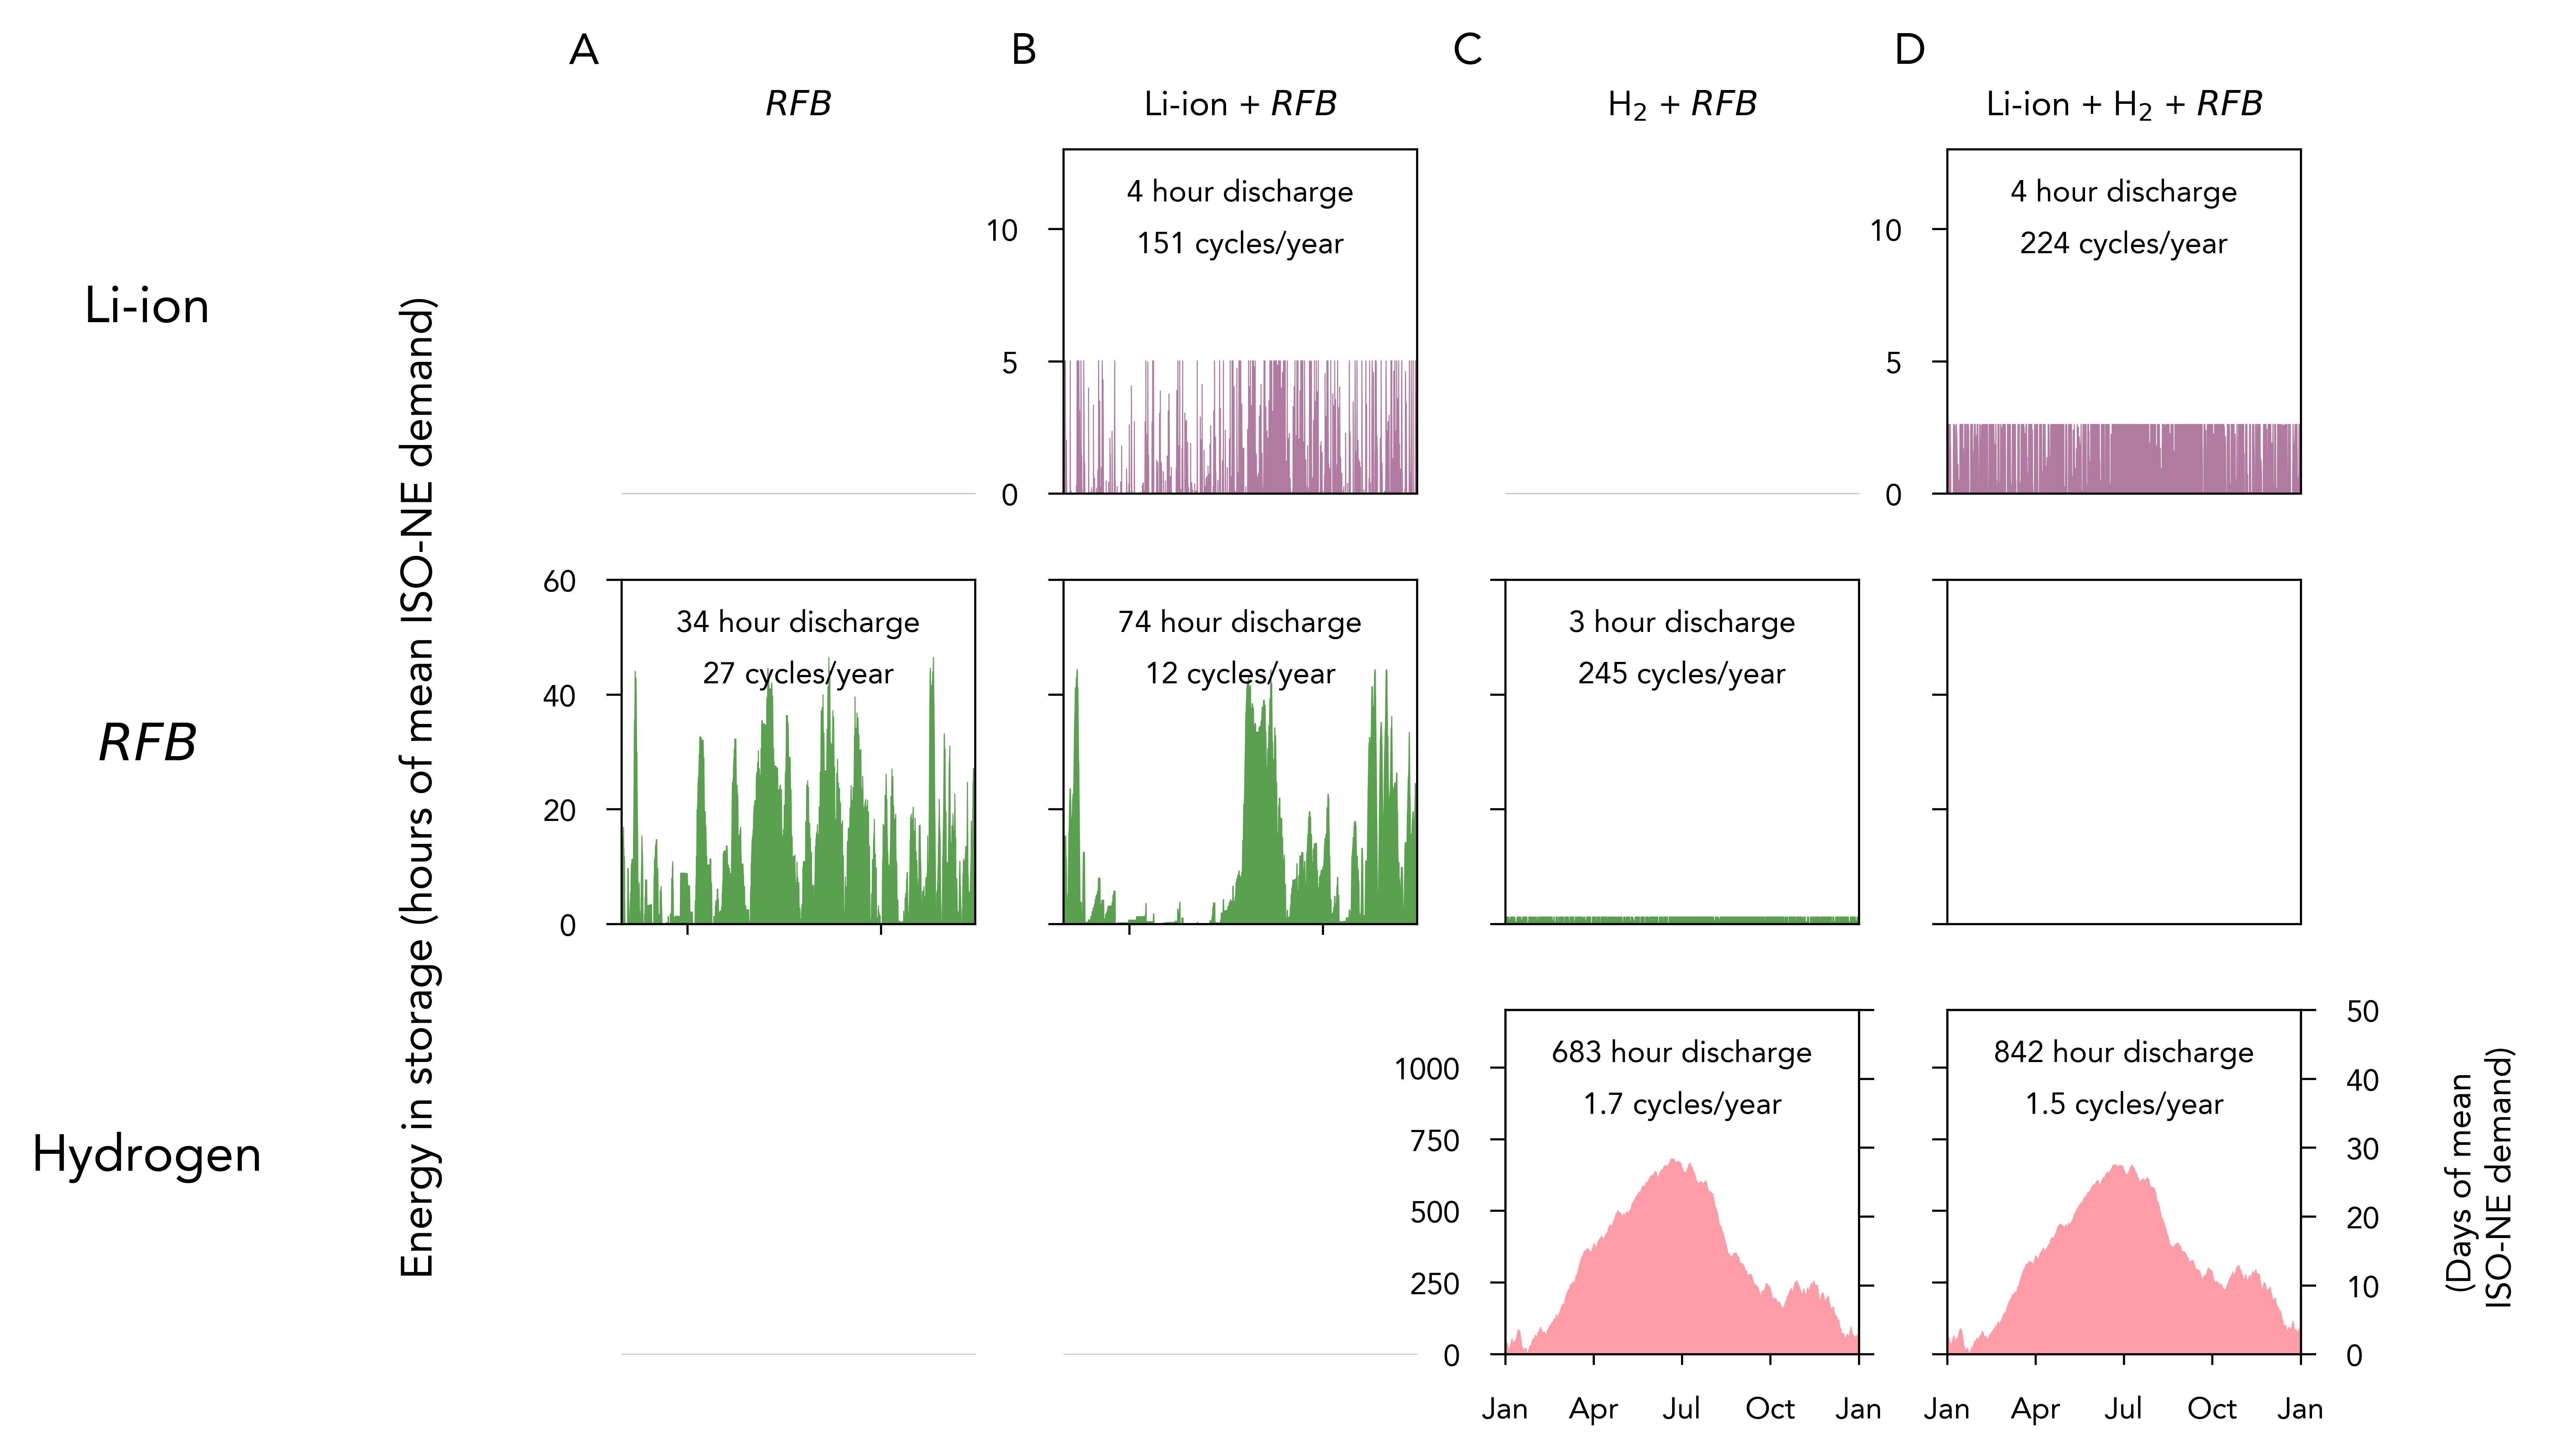 A
B
C
D
RFB
Li-ion + RFB
H₂ + RFB
Li-ion + H₂ + RFB
Li-ion
Energy in storage (hours of mean ISO-NE demand)
10
5
0
4 hour discharge
151 cycles/year
10
5
0
4 hour discharge
224 cycles/year
RFB
60
40
20
0
34 hour discharge
27 cycles/year
74 hour discharge
12 cycles/year
3 hour discharge
245 cycles/year
Hydrogen
1000
750
500
250
0
683 hour discharge
1.7 cycles/year
Jan Apr Jul Oct Jan
842 hour discharge
1.5 cycles/year
Jan Apr Jul Oct Jan
50
40
30
20
10
0
(Days of mean
ISO-NE demand)